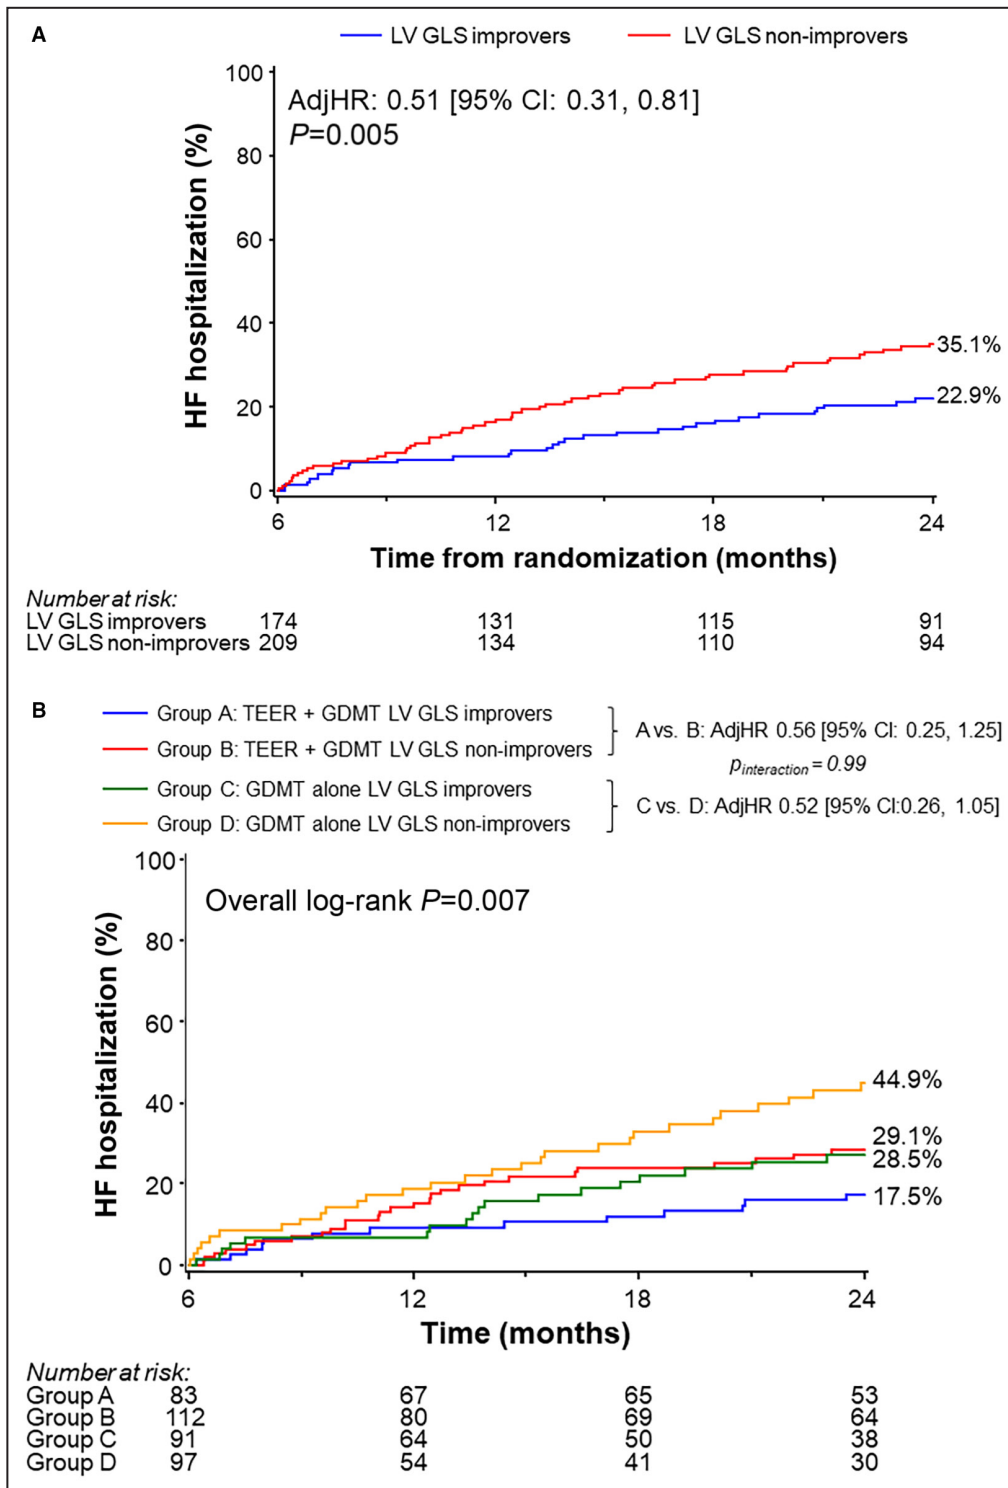 A
LV GLS improvers LV GLS non-improvers
AdjHR: 0.51 [95% CI: 0.31, 0.81]
P=0.005
HF hospitalization (%)
100
80
60
40
20
0
35.1%
22.9%
6 12 18 24
Time from randomization (months)
Number at risk:
LV GLS improvers 174 131 115 91
LV GLS non-improvers 209 134 110 94
B
Group A: TEER + GDMT LV GLS improvers
Group B: TEER + GDMT LV GLS non-improvers
A vs. B: AdjHR 0.56 [95% CI: 0.25, 1.25]
pinteraction = 0.99
Group C: GDMT alone LV GLS improvers
Group D: GDMT alone LV GLS non-improvers
C vs. D: AdjHR 0.52 [95% CI:0.26, 1.05]
Overall log-rank P=0.007
HF hospitalization (%)
100
80
60
40
20
0
44.9%
29.1%
28.5%
17.5%
6 12 18 24
Time (months)
Number at risk:
Group A 83 67 65 53
Group B 112 80 69 64
Group C 91 64 50 38
Group D 97 54 41 30